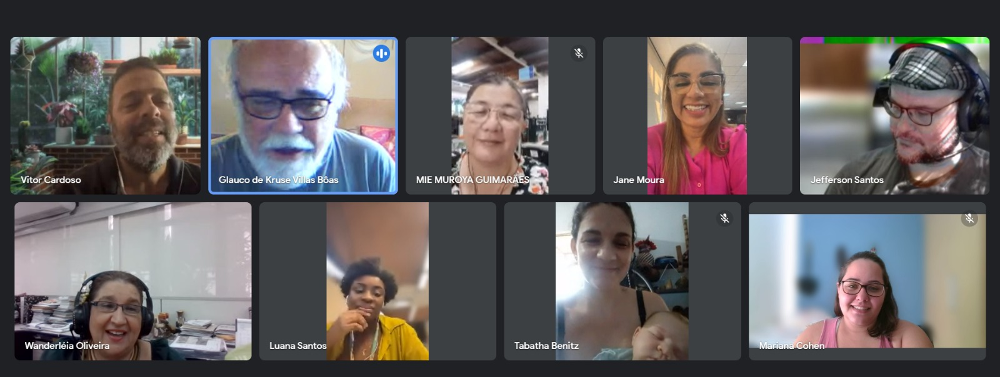 Vitor Cardoso
Glauco de Kruse Villas Bôas
MIE MUROYA GUIMARÃES
Jane Moura
Jefferson Santos
Wanderléia Oliveira
Luana Santos
Tabatha Benitz
Mariana Cohen